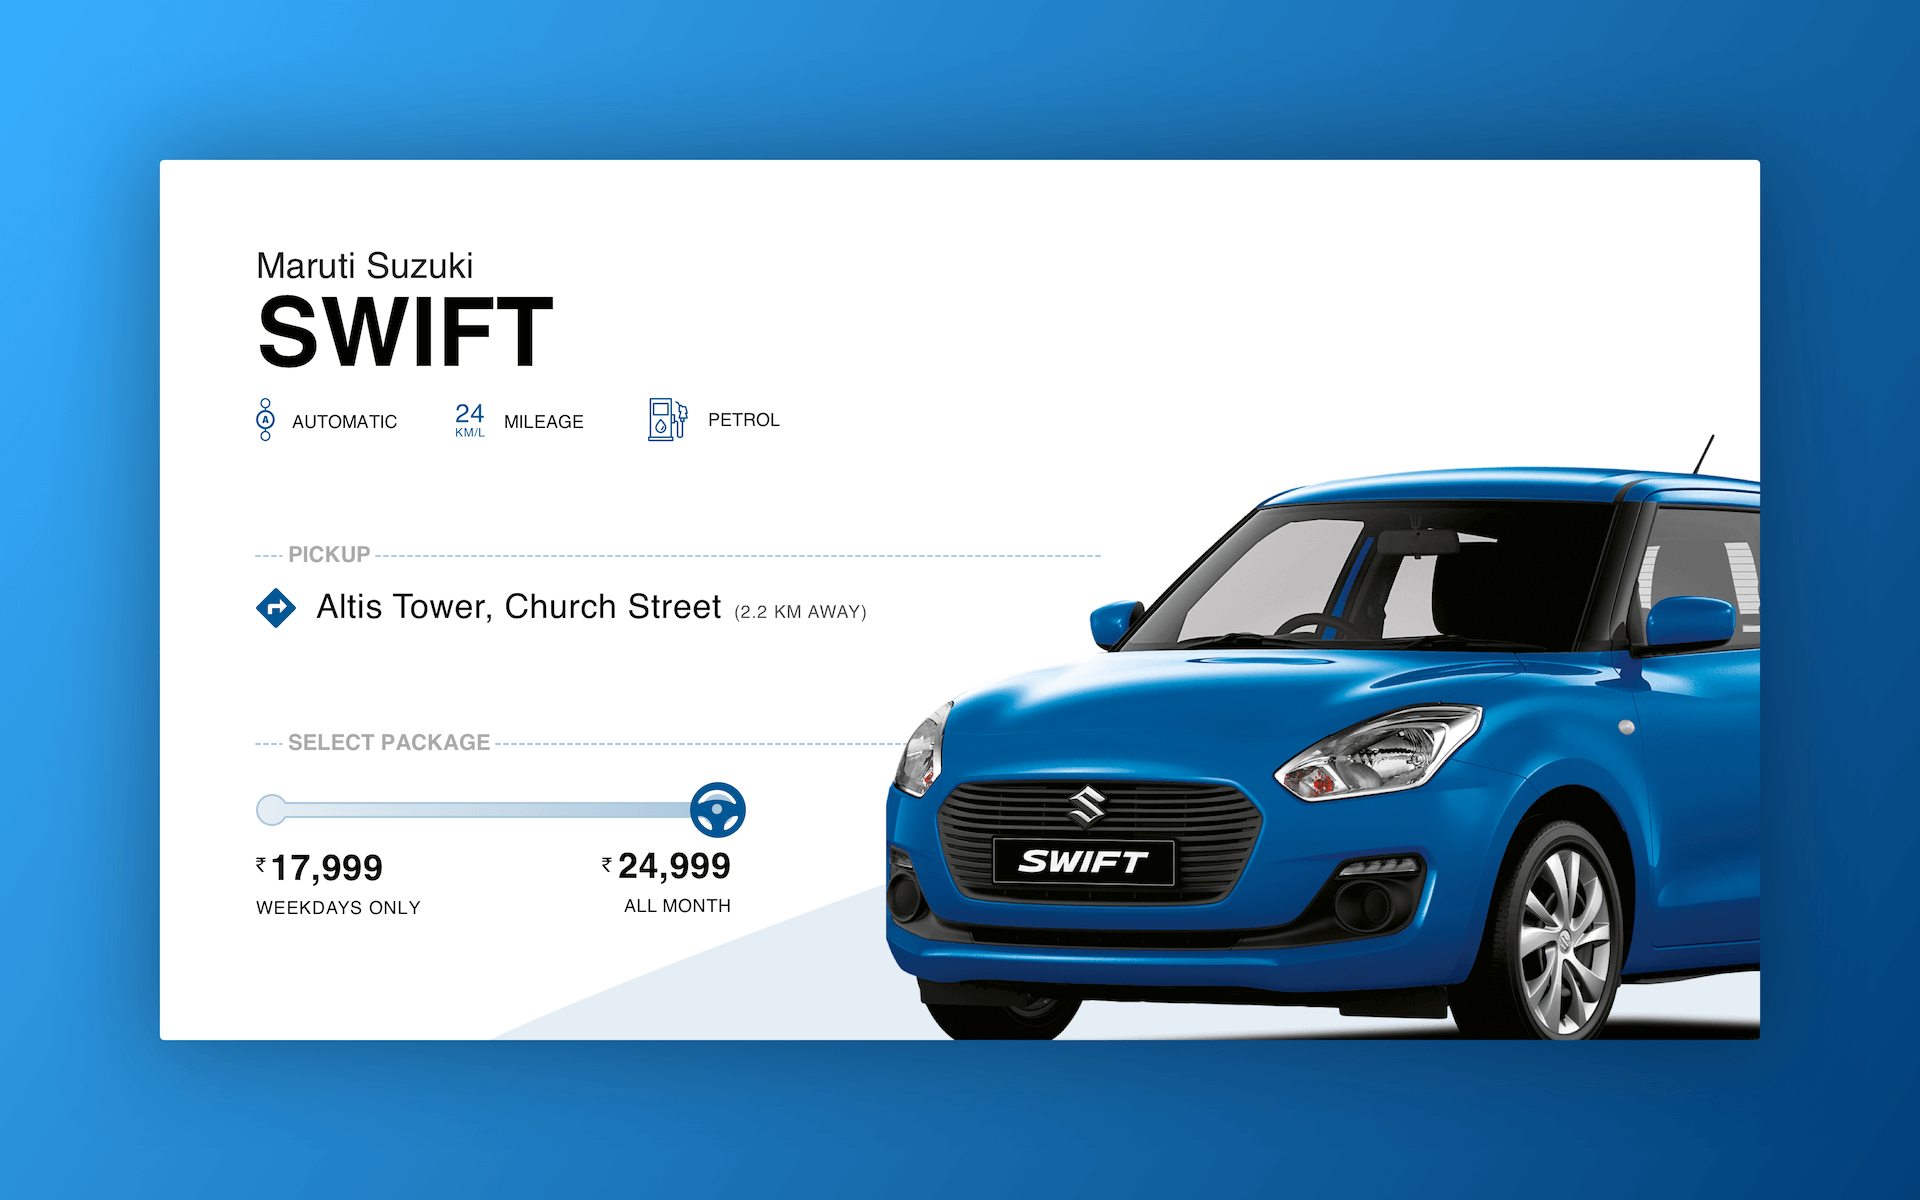 Maruti Suzuki
SWIFT
A AUTOMATIC
24 KM/L MILEAGE
PETROL
PICKUP
Altis Tower, Church Street (2.2 KM AWAY)
SELECT PACKAGE
₹17,999
WEEKDAYS ONLY
₹24,999
ALL MONTH
SWIFT